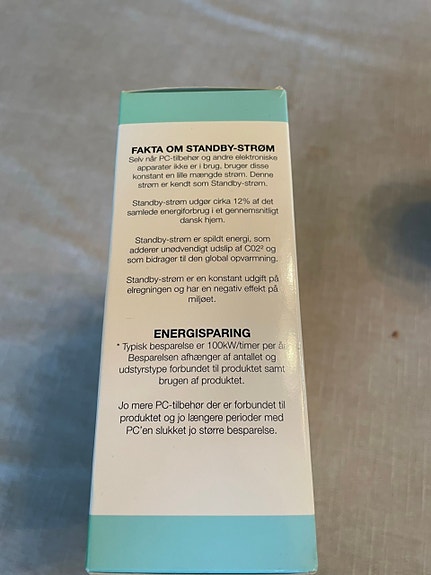 FAKTA OM STANDBY-STRØM
Selv når PC-tilbehør og andre elektroniske
apparater ikke er i brug, bruger disse
konstant en lille mængde strøm. Denne
strøm er kendt som Standby-strøm.
Standby-strøm udgør cirka 12% af det
samlede energiforbrug i et gennemsnitligt
dansk hjem.
Standby-strøm er spildt energi, som
adderer unødvendigt udslip af C02² og
som bidrager til den global opvarmning.
Standby-strøm er en konstant udgift på
elregningen og har en negativ effekt på
miljøet.
ENERGISPARING
* Typisk besparelse er 100kW/timer per år.
Besparelsen afhænger af antallet og
udstyrstype forbundet til produktet samt
brugen af produktet.
Jo mere PC-tilbehør der er forbundet til
produktet og jo længere perioder med
PC'en slukket jo større besparelse.